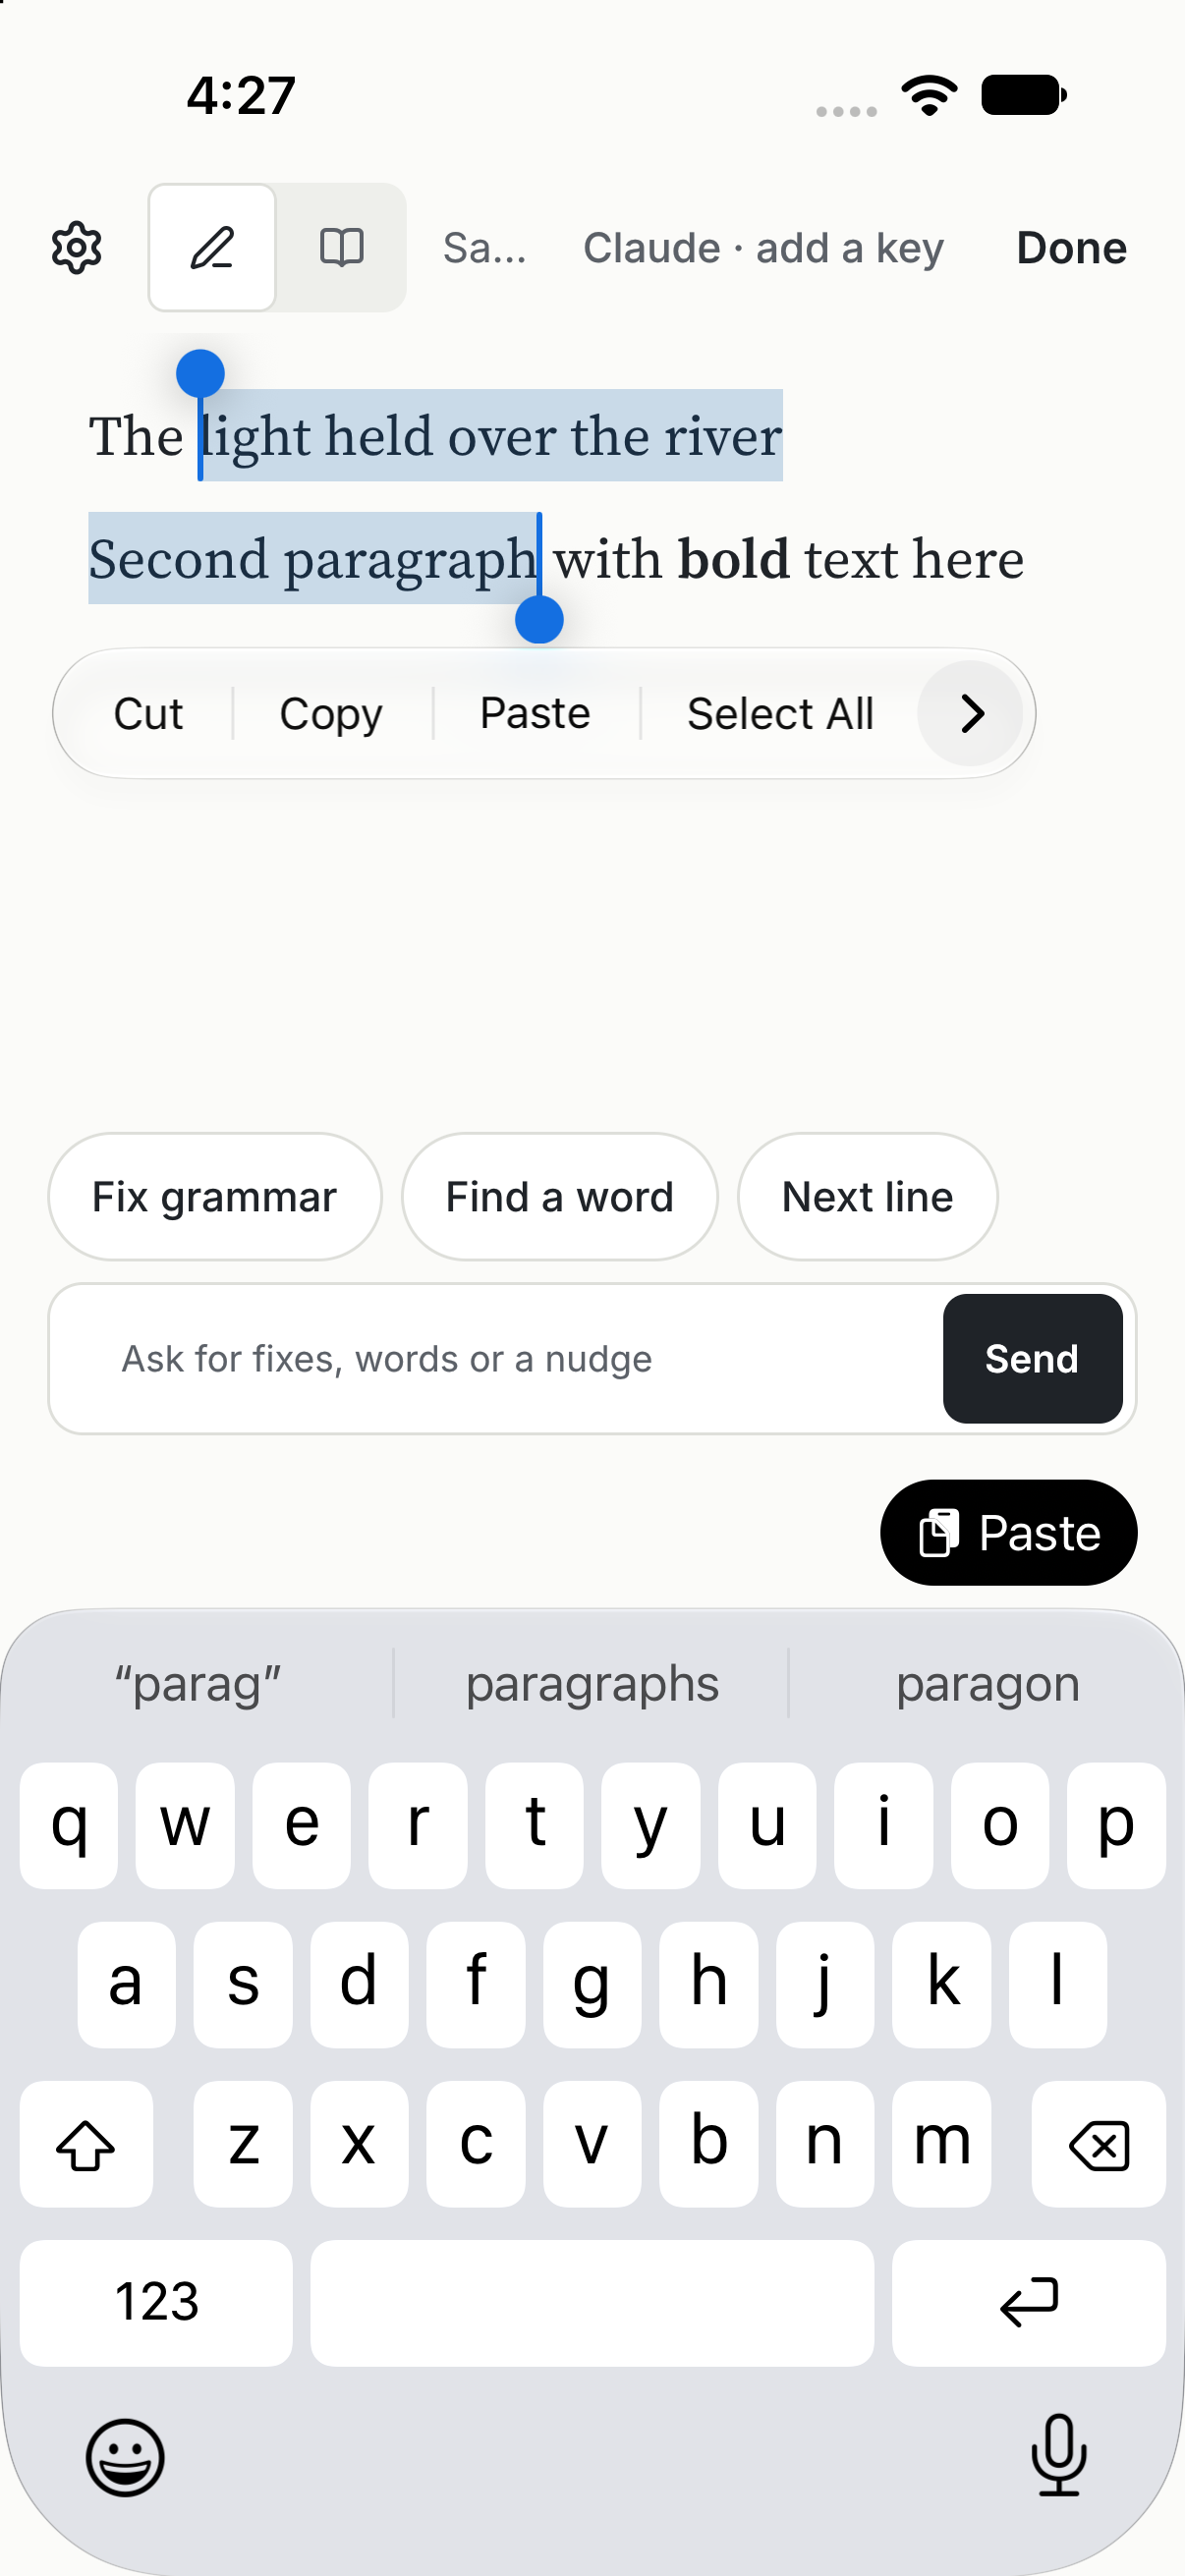 4:27
Sa... Claude · add a key Done
The light held over the river
Second paragraph with bold text here
Cut Copy Paste Select All
Fix grammar Find a word Next line
Ask for fixes, words or a nudge Send
Paste
“parag” paragraphs paragon
q w e r t y u i o p
a s d f g h j k l
z x c v b n m
123